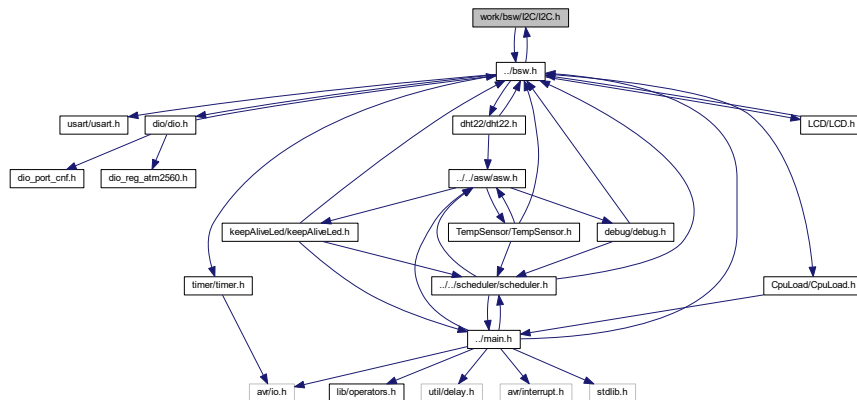 work/bsw/I2C/I2C.h
../bsw.h
usart/usart.h
dio/dio.h
dht22/dht22.h
LCD/LCD.h
dio_port_cnf.h
dio_reg_atm2560.h
../../asw/asw.h
keepAliveLed/keepAliveLed.h
TempSensor/TempSensor.h
debug/debug.h
timer/timer.h
../../scheduler/scheduler.h
CpuLoad/CpuLoad.h
../main.h
avr/io.h
lib/operators.h
util/delay.h
avr/interrupt.h
stdlib.h